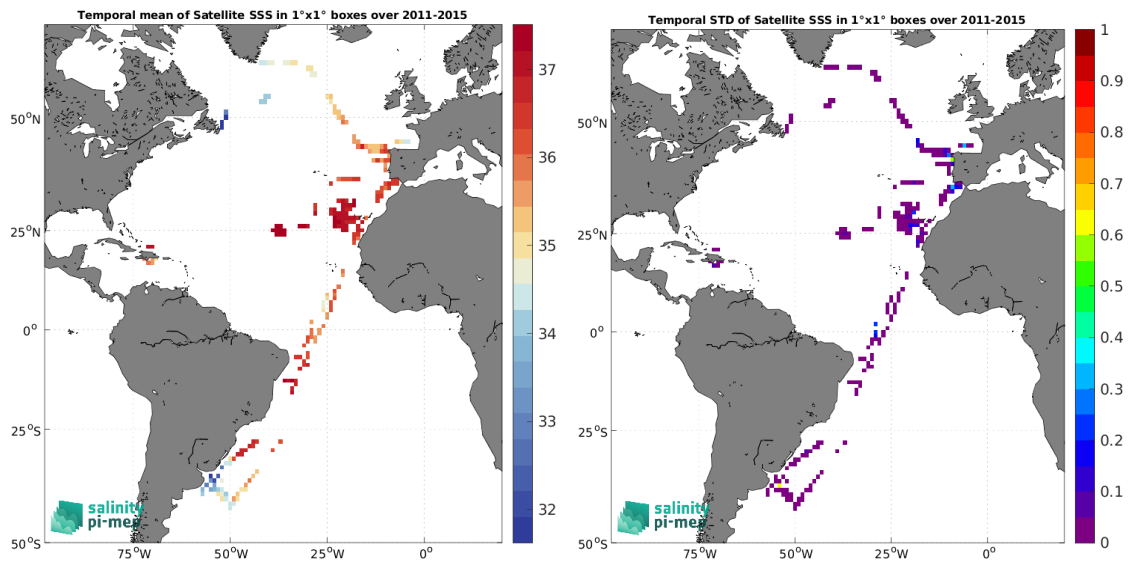 Temporal mean of Satellite SSS in 1°x1° boxes over 2011-2015
50°N
25°N
0°
25°S
50°S
75°W
50°W
25°W
0°
37
36
35
34
33
32
salinity
pi-mep
Temporal STD of Satellite SSS in 1°x1° boxes over 2011-2015
50°N
25°N
0°
25°S
50°S
75°W
50°W
25°W
0°
1
0.9
0.8
0.7
0.6
0.5
0.4
0.3
0.2
0.1
0
salinity
pi-mep